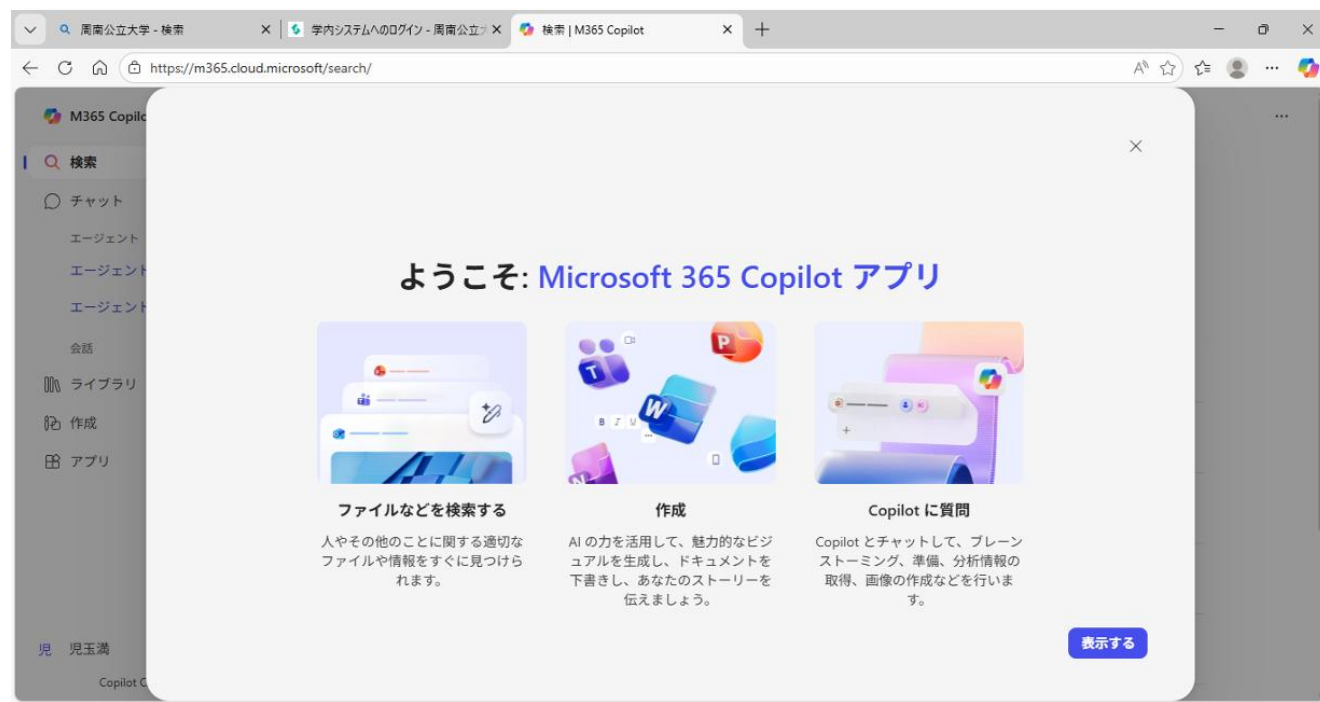 周南公立大学 - 検索
学内システムへのログイン - 周南公立大
検索 | M365 Copilot
https://m365.cloud.microsoft/search/
M365 Copilo
検索
チャット
エージェント
エージェント
エージェント
会話
ライブラリ
作成
アプリ
児 児玉満
Copilot C
ようこそ: Microsoft 365 Copilot アプリ
ファイルなどを検索する
人やその他のことに関する適切な
ファイルや情報をすぐに見つけら
れます。
作成
AI の力を活用して、魅力的なビジ
ュアルを生成し、ドキュメントを
下書きし、あなたのストーリーを
伝えましょう。
Copilot に質問
Copilot とチャットして、ブレーン
ストーミング、準備、分析情報の
取得、画像の作成などを行いま
す。
表示する